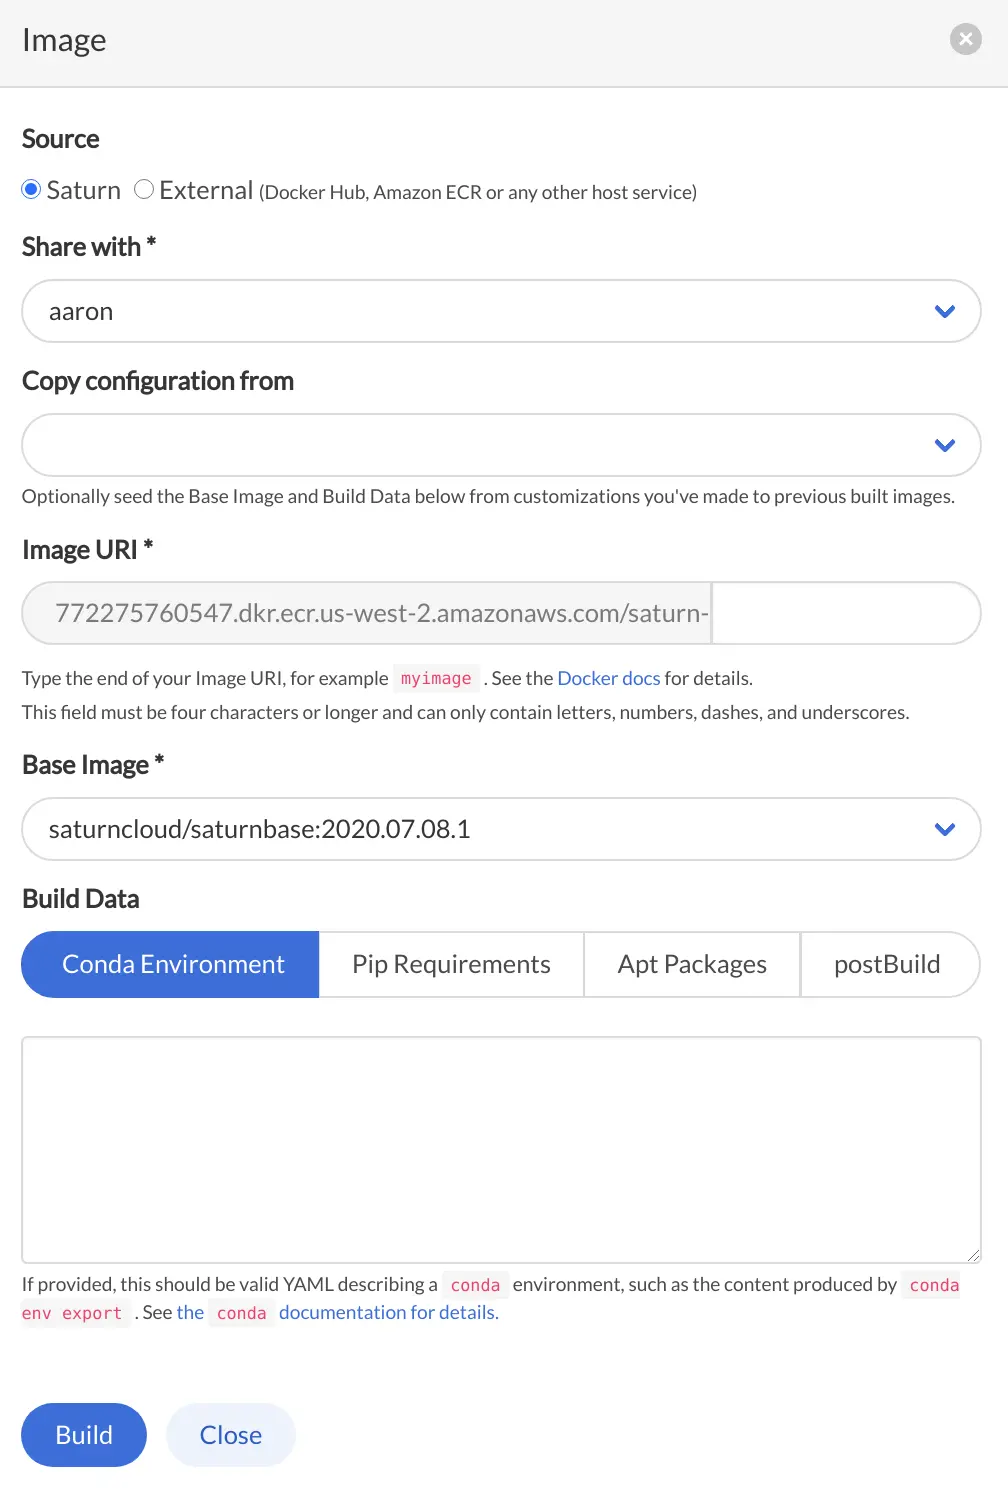 Image
Source
Saturn External (Docker Hub, Amazon ECR or any other host service)
Share with *
aaron
Copy configuration from
Optionally seed the Base Image and Build Data below from customizations you've made to previous built images.
Image URI *
772275760547.dkr.ecr.us-west-2.amazonaws.com/saturn-
Type the end of your Image URI, for example myimage . See the Docker docs for details.
This field must be four characters or longer and can only contain letters, numbers, dashes, and underscores.
Base Image *
saturncloud/saturnbase:2020.07.08.1
Build Data
Conda Environment Pip Requirements Apt Packages postBuild
If provided, this should be valid YAML describing a conda environment, such as the content produced by conda
env export . See the conda documentation for details.
Build Close